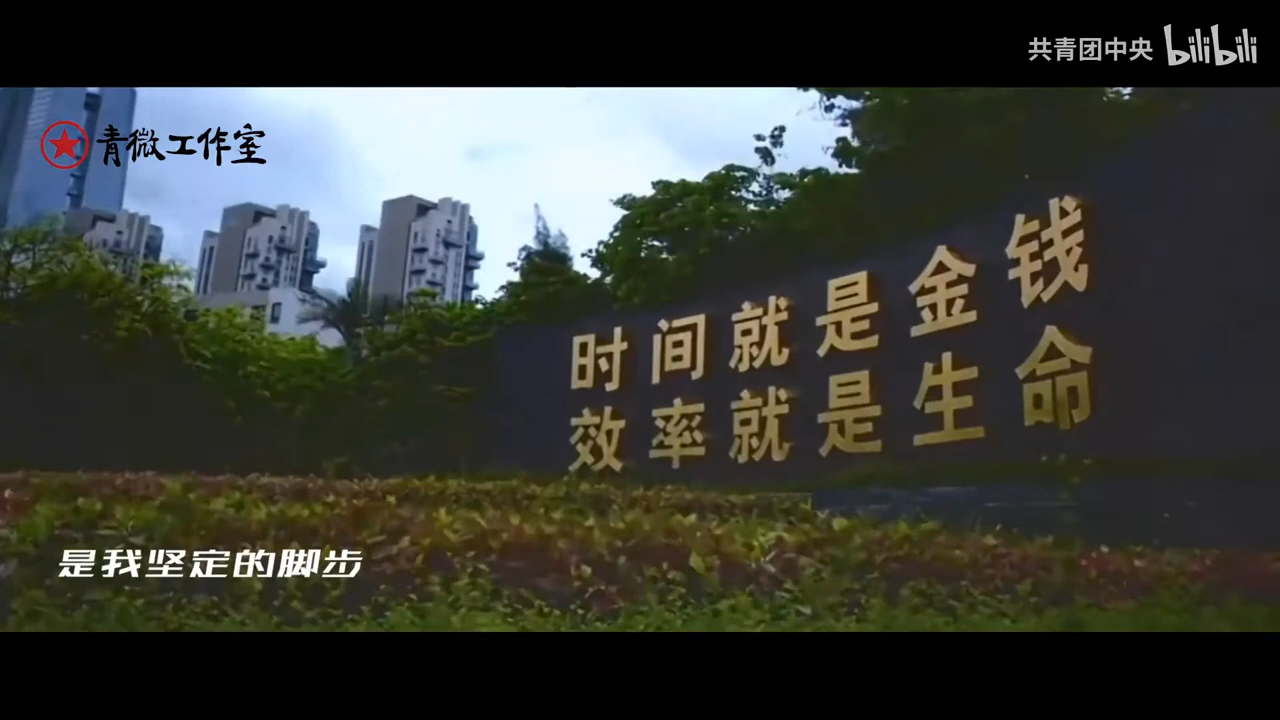 共青团中央 bilibili
青微工作室
时间就是金钱
效率就是生命
是我坚定的脚步